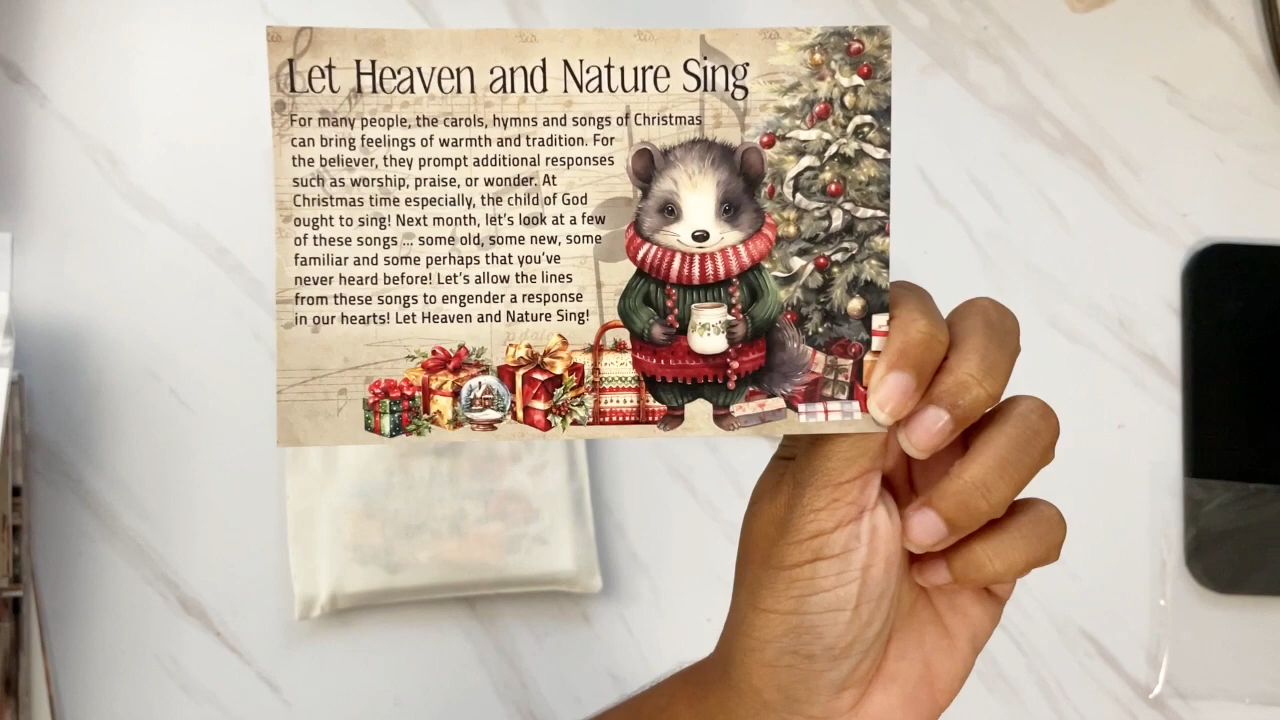 Let Heaven and Nature Sing
For many people, the carols, hymns and songs of Christmas
can bring feelings of warmth and tradition. For
the believer, they prompt additional responses
such as worship, praise, or wonder. At
Christmas time especially, the child of God
ought to sing! Next month, let's look at a few
of these songs ... some old, some new, some
familiar and some perhaps that you've
never heard before! Let's allow the lines
from these songs to engender a response
in our hearts! Let Heaven and Nature Sing!